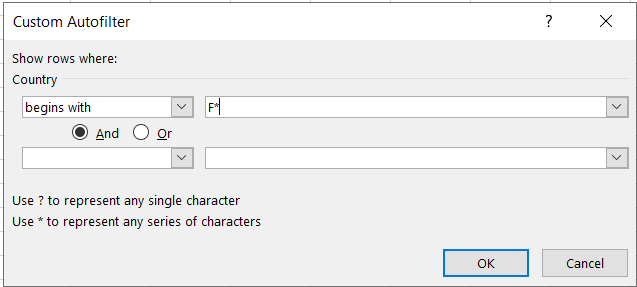 Custom Autofilter ?
Show rows where:
Country
begins with F*
And Or
Use ? to represent any single character
Use * to represent any series of characters
OK Cancel